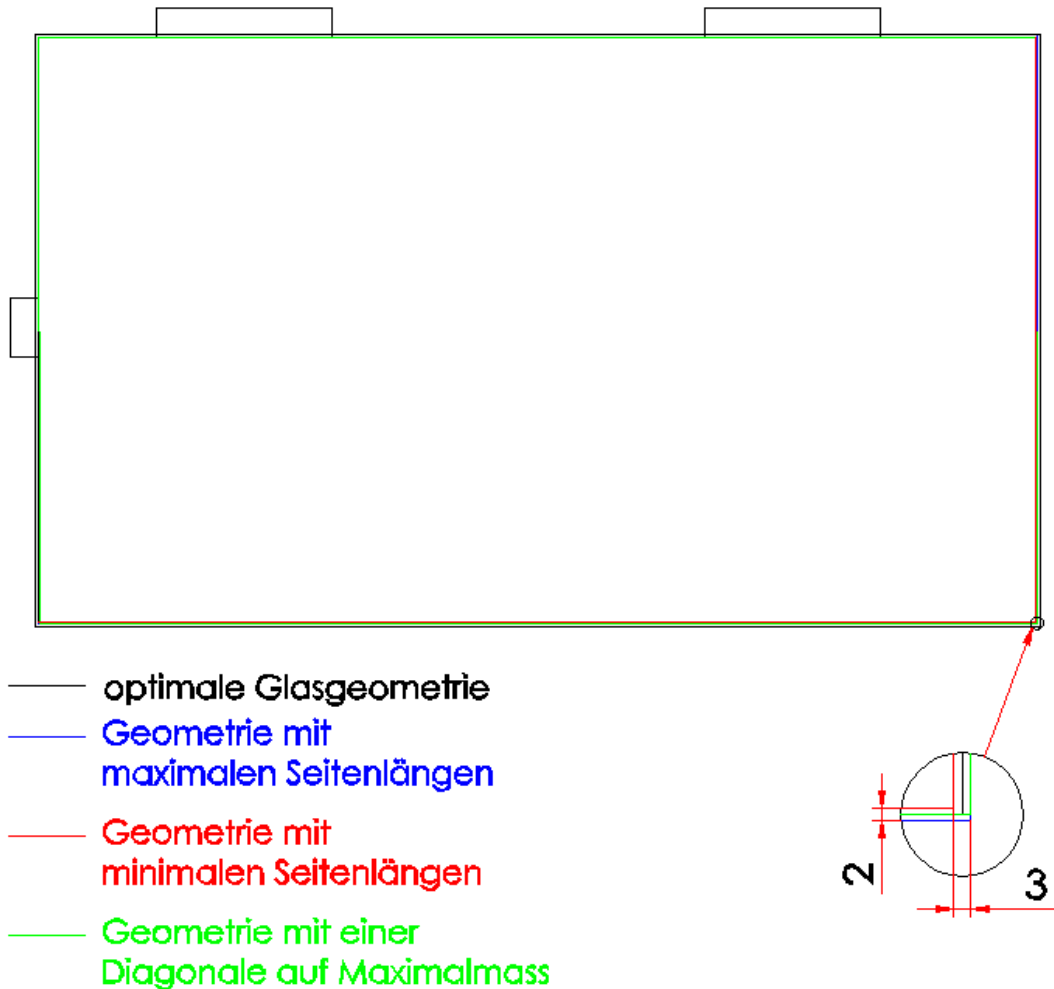 optimale Glasgeometrie
Geometrie mit
maximalen Seitenlängen
Geometrie mit
minimalen Seitenlängen
Geometrie mit einer
Diagonale auf Maximalmass
2
3